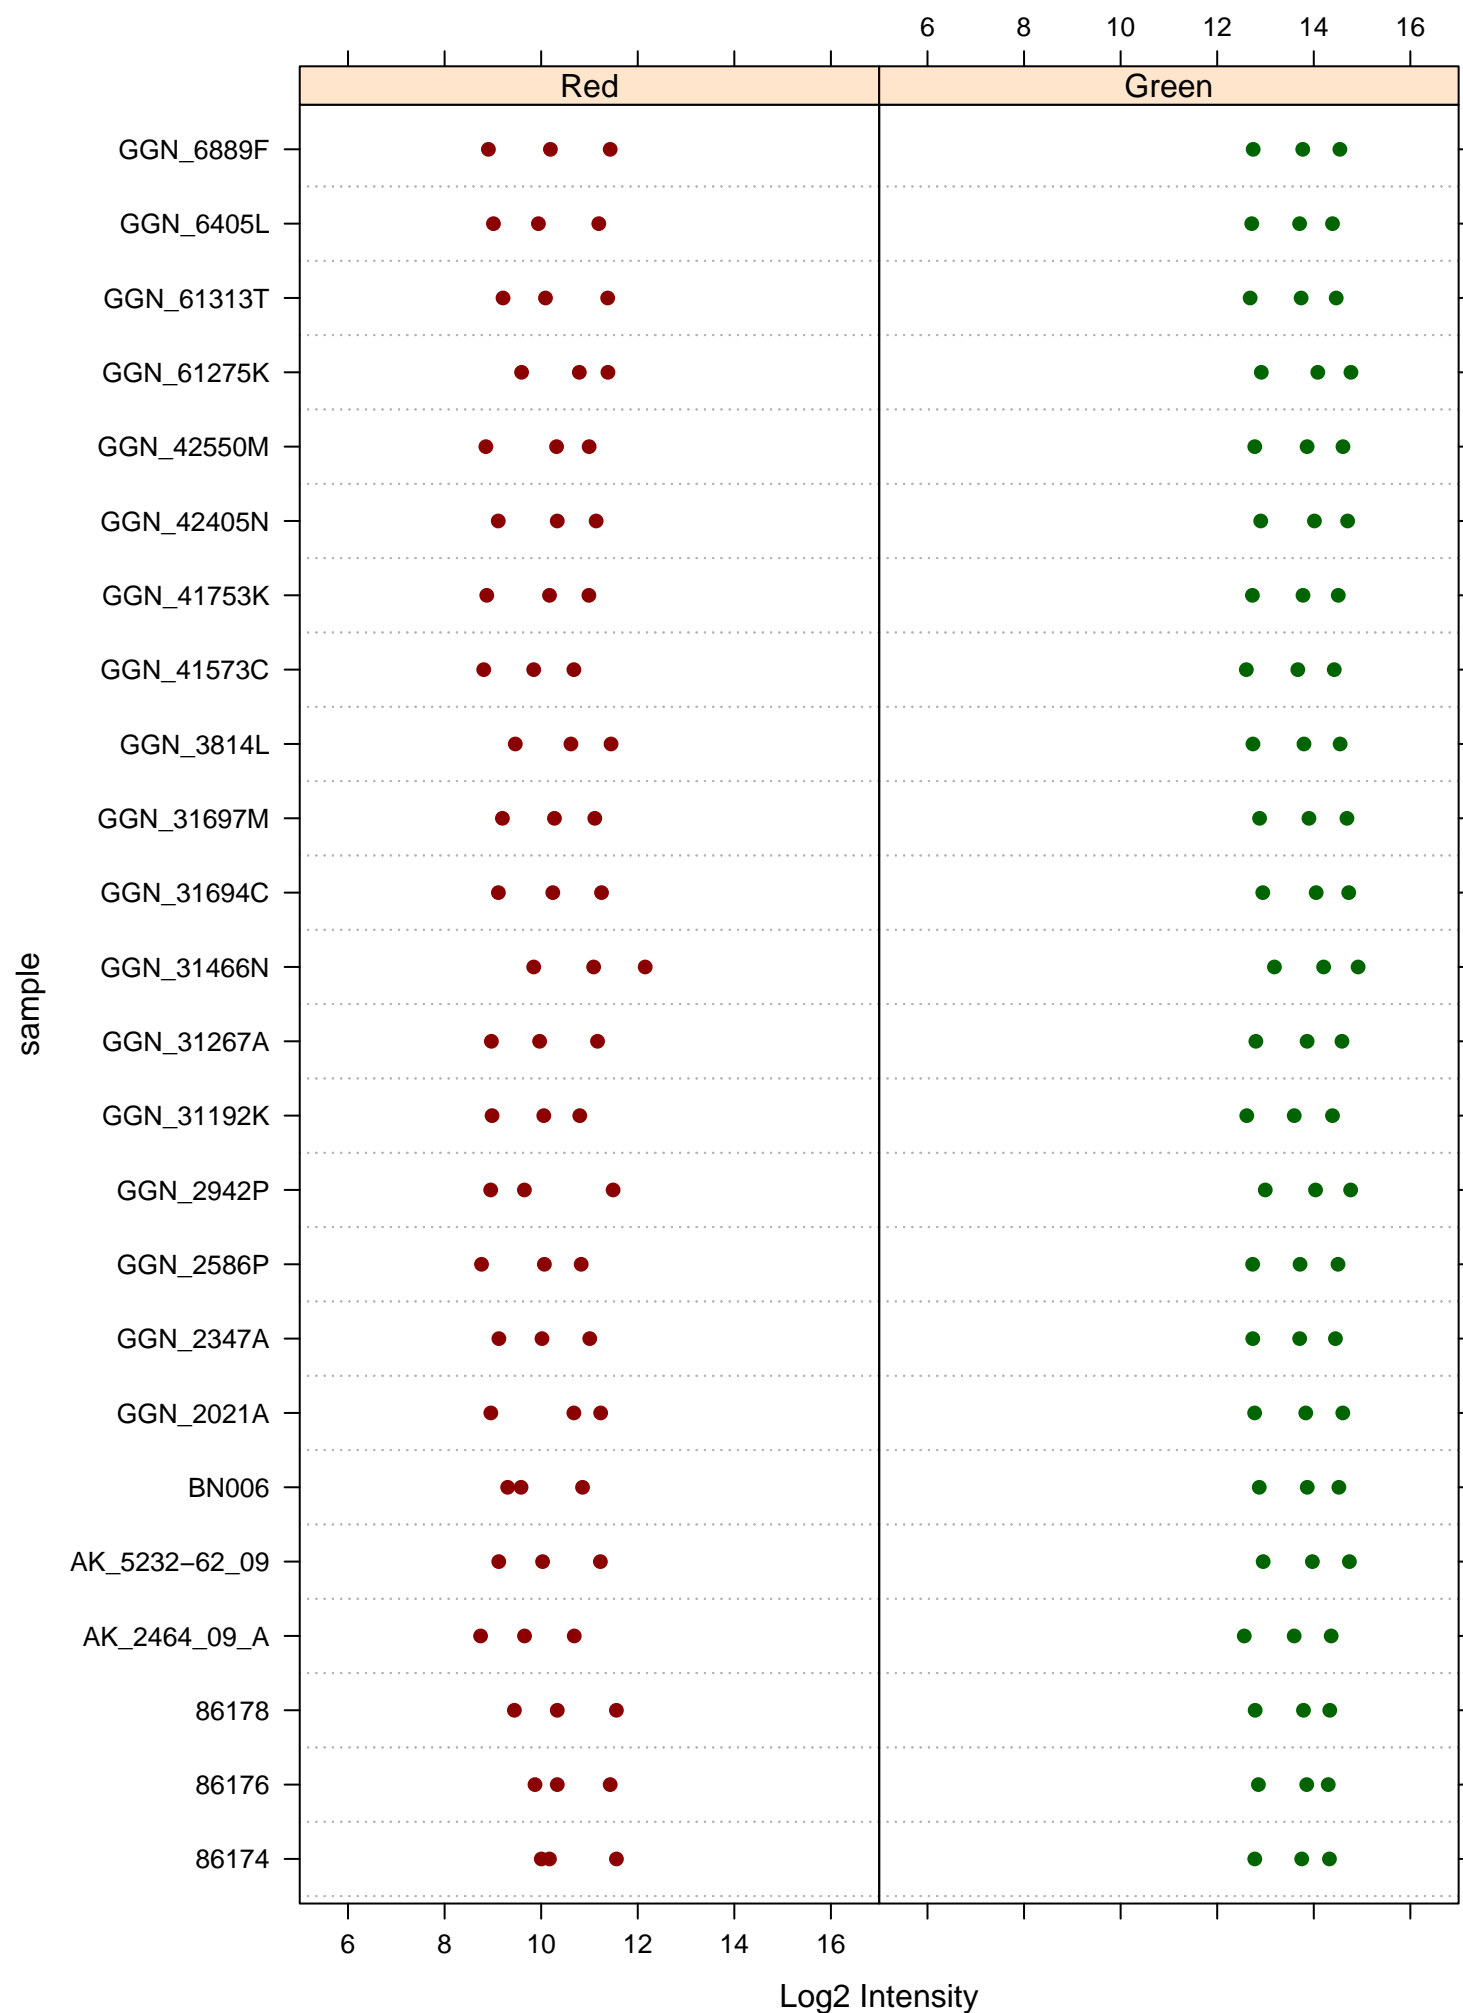 6 8 10 12 14 16
Red Green
GGN_6889F
GGN_6405L
GGN_61313T
GGN_61275K
GGN_42550M
GGN_42405N
GGN_41753K
GGN_41573C
GGN_3814L
GGN_31697M
GGN_31694C
GGN_31466N
GGN_31267A
GGN_31192K
GGN_2942P
GGN_2586P
GGN_2347A
GGN_2021A
BN006
AK_5232−62_09
AK_2464_09_A
86178
86176
86174
sample
6 8 10 12 14 16
Log2 Intensity